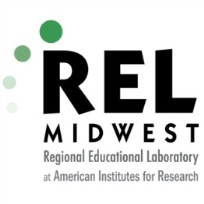 REL
MIDWEST
Regional Educational Laboratory
at American Institutes for Research